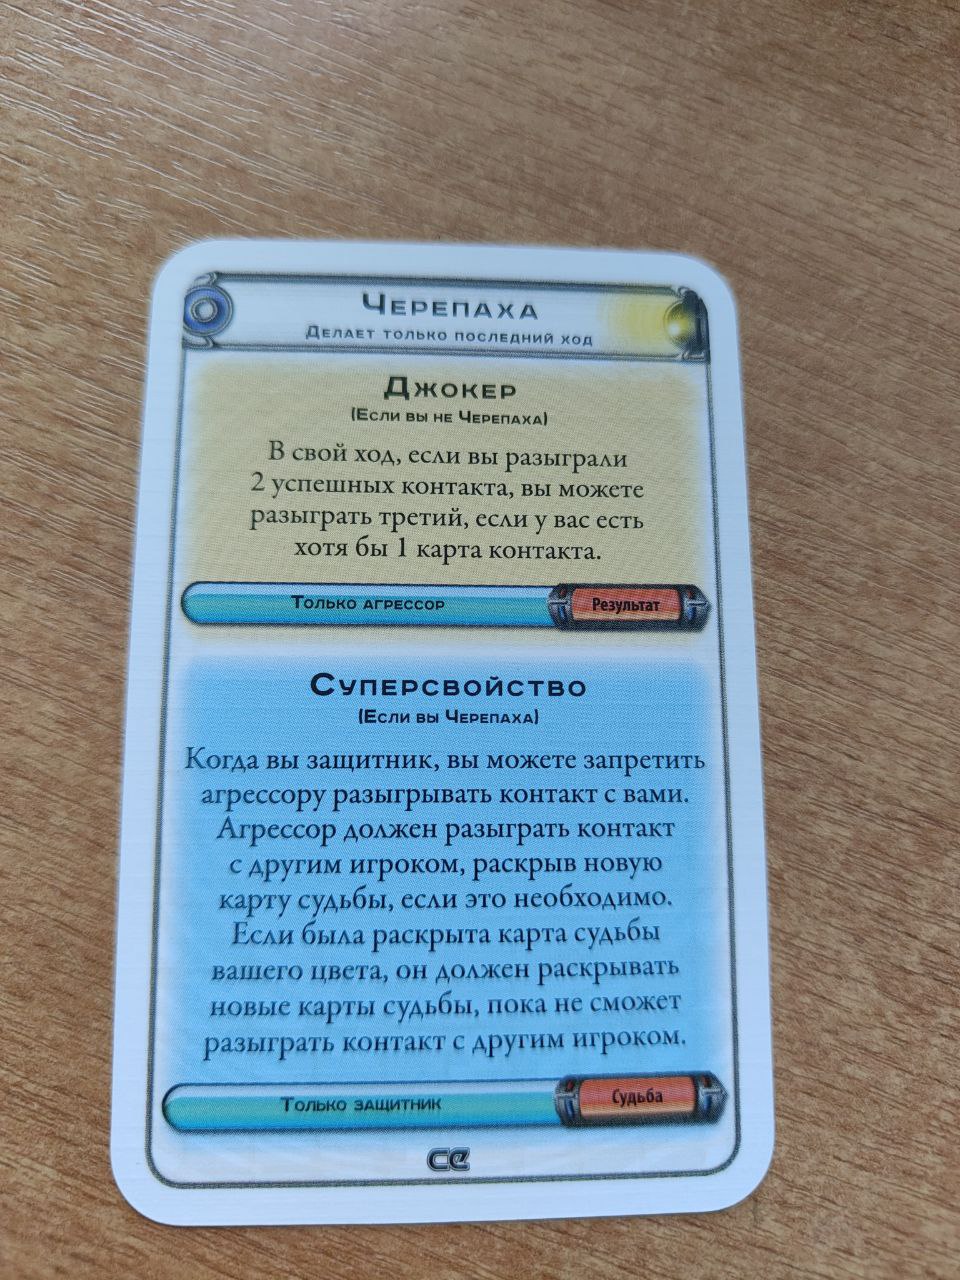 Черепаха
Делает только последний ход
Джокер
(Если вы не Черепаха)
В свой ход, если вы разыграли
2 успешных контакта, вы можете
разыграть третий, если у вас есть
хотя бы 1 карта контакта.
Только агрессор
Результат
Суперсвойство
(Если вы Черепаха)
Когда вы защитник, вы можете запретить
агрессору разыгрывать контакт с вами.
Агрессор должен разыграть контакт
с другим игроком, раскрыв новую
карту судьбы, если это необходимо.
Если была раскрыта карта судьбы
вашего цвета, он должен раскрывать
новые карты судьбы, пока не сможет
разыграть контакт с другим игроком.
Только защитник
Судьба
CE